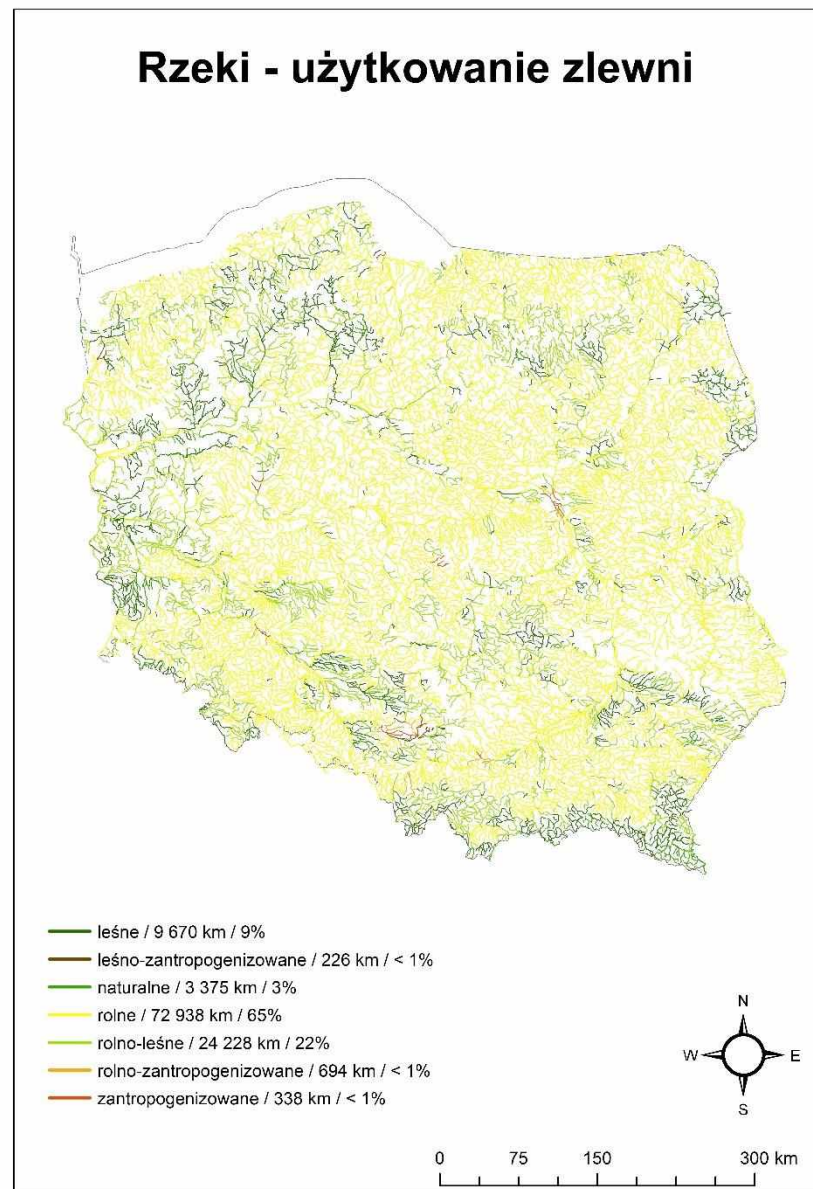 Rzeki - użytkowanie zlewni
leśne / 9 670 km / 9%
leśno-zantropogenizowane / 226 km / < 1%
naturalne / 3 375 km / 3%
rolne / 72 938 km / 65%
rolno-leśne / 24 228 km / 22%
rolno-zantropogenizowane / 694 km / < 1%
zantropogenizowane / 338 km / < 1%
N
W E
S
0 75 150 300 km